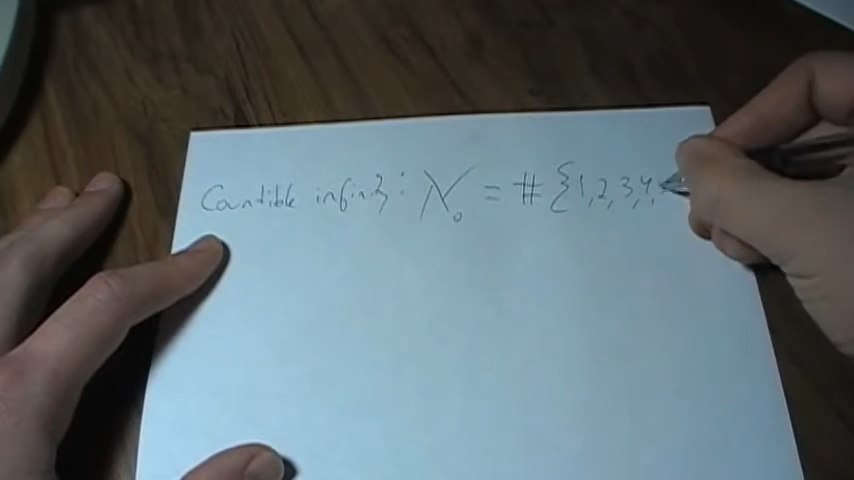 Countible infinity: ℵ₀ = # {1,2,3,4,